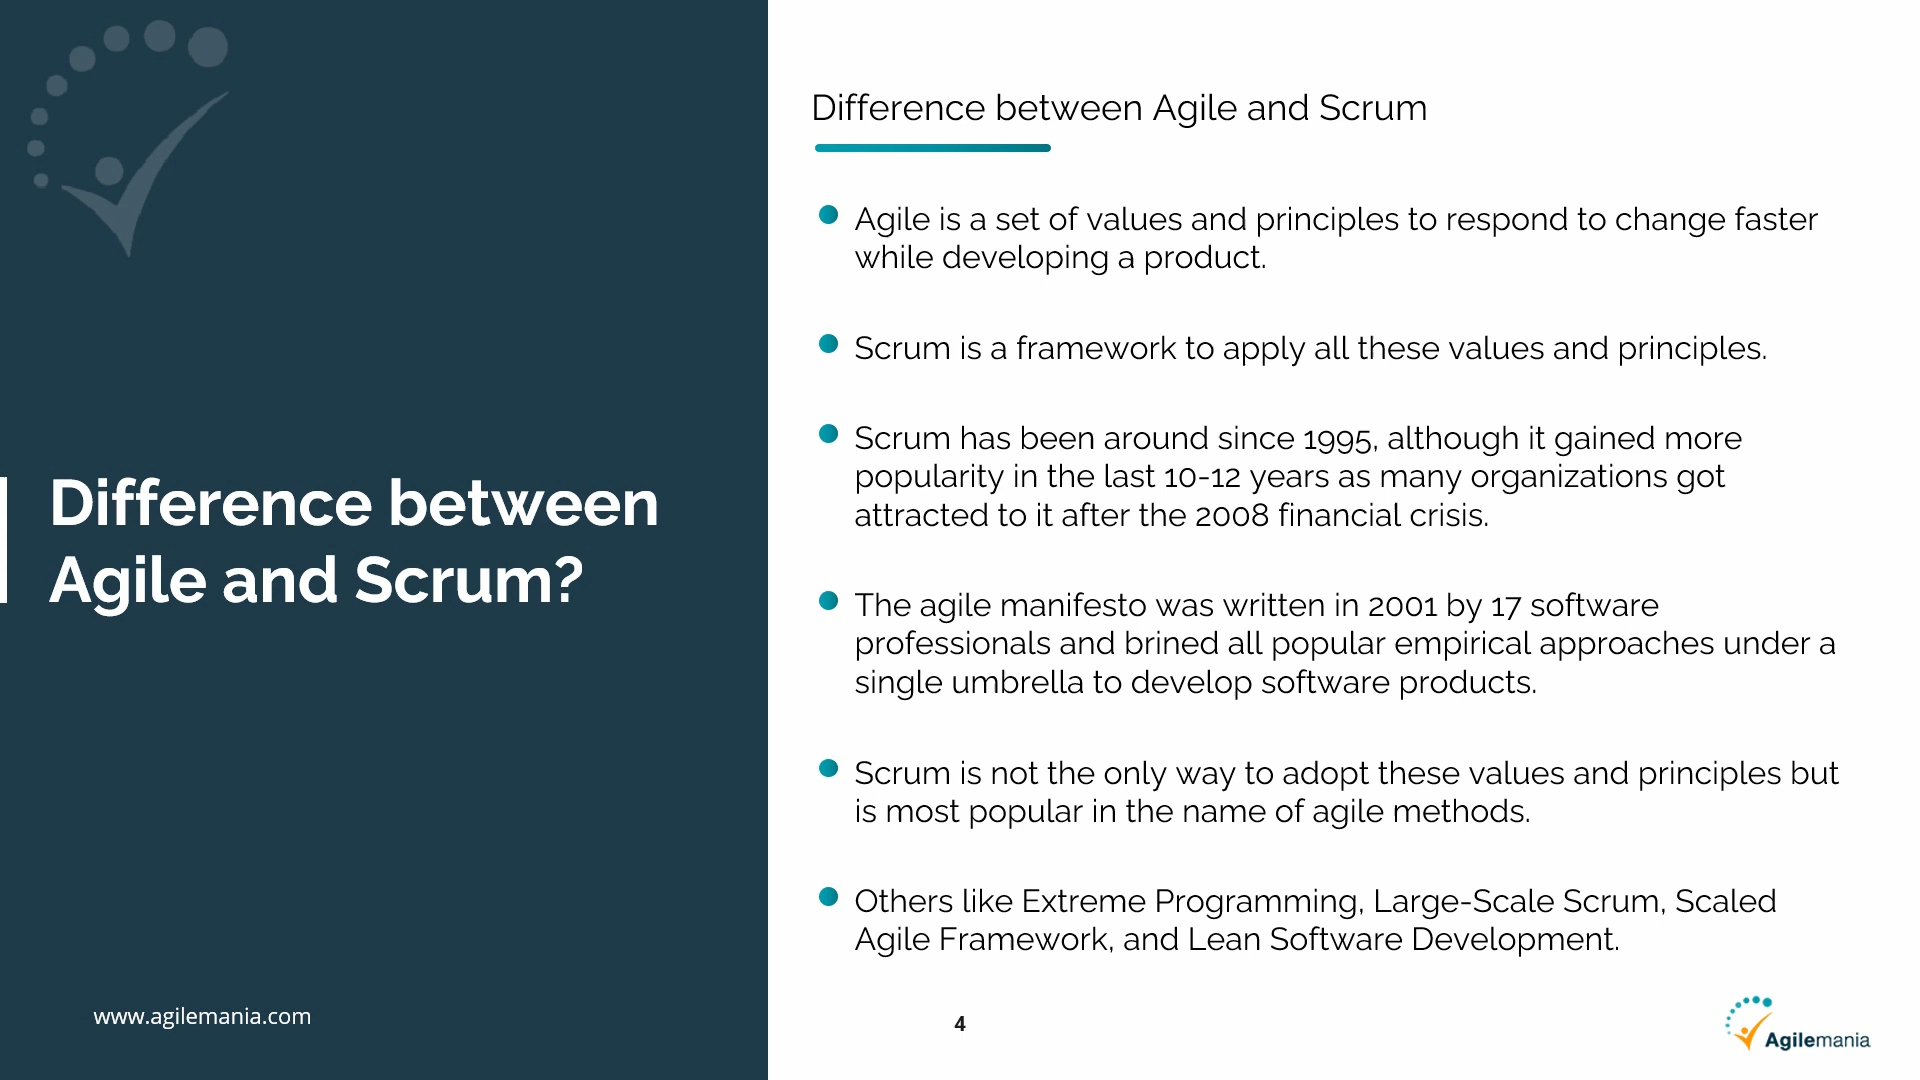 Difference between
Agile and Scrum?
www.agilemania.com
Difference between Agile and Scrum
Agile is a set of values and principles to respond to change faster
while developing a product.
Scrum is a framework to apply all these values and principles.
Scrum has been around since 1995, although it gained more
popularity in the last 10-12 years as many organizations got
attracted to it after the 2008 financial crisis.
The agile manifesto was written in 2001 by 17 software
professionals and brined all popular empirical approaches under a
single umbrella to develop software products.
Scrum is not the only way to adopt these values and principles but
is most popular in the name of agile methods.
Others like Extreme Programming, Large-Scale Scrum, Scaled
Agile Framework, and Lean Software Development.
4
Agilemania